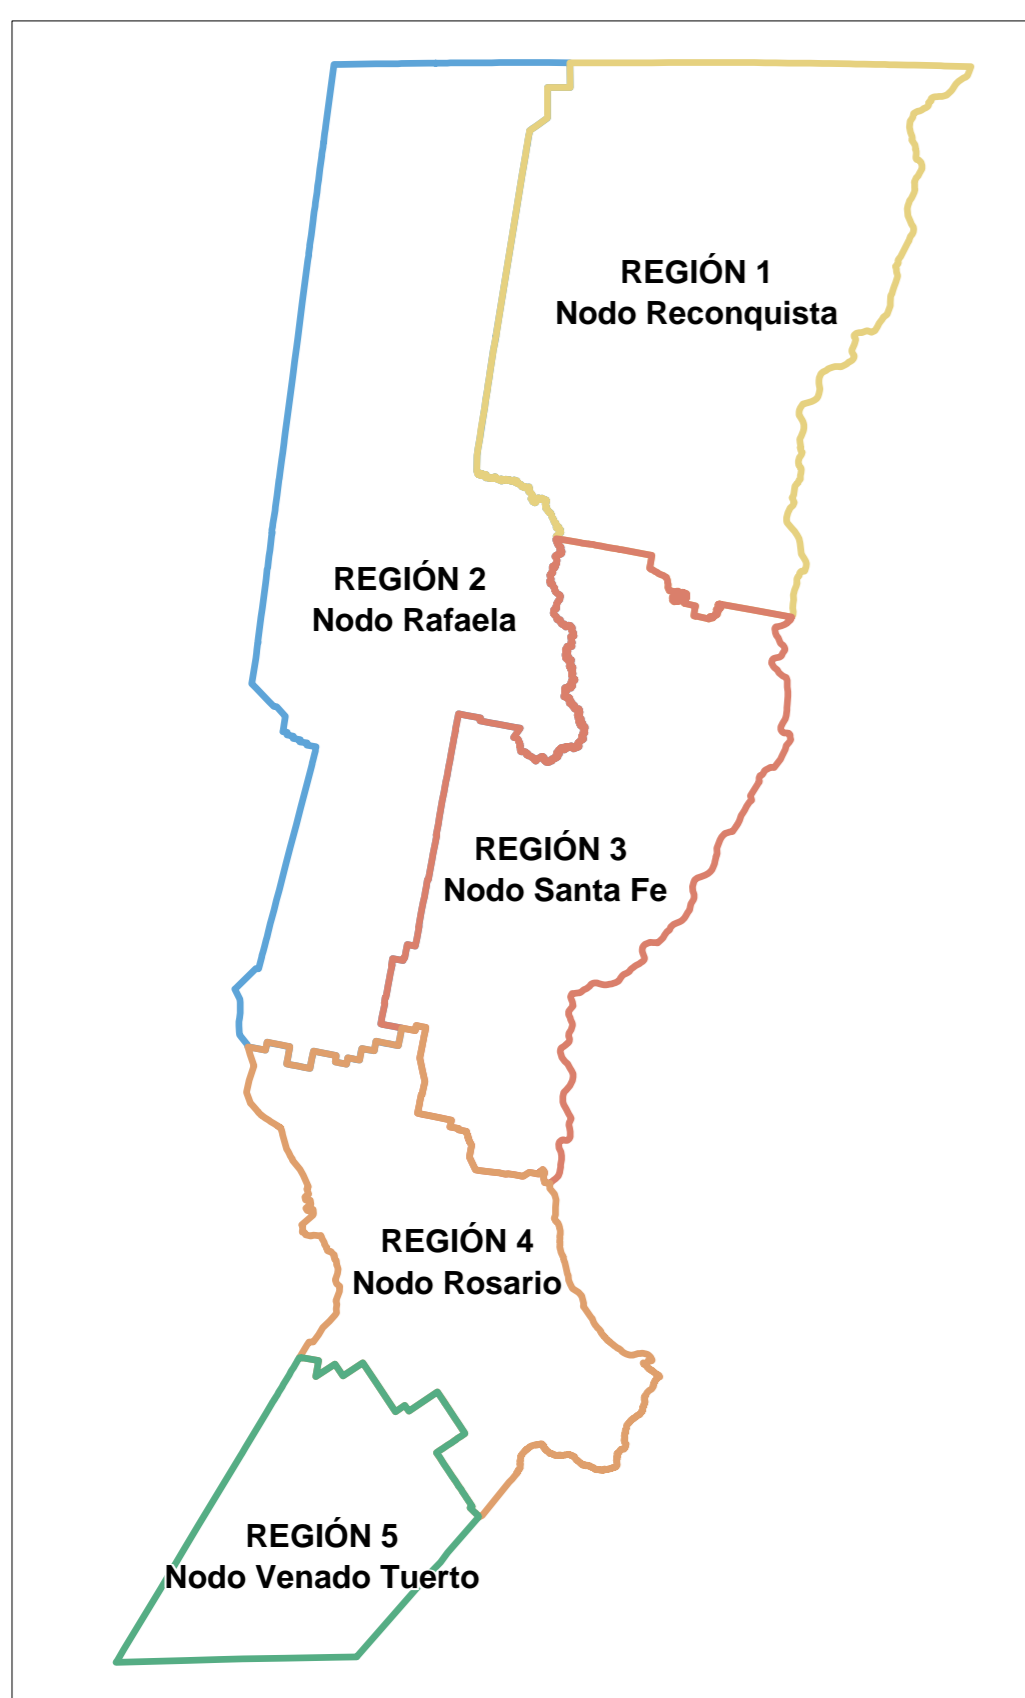 REGIÓN 1
Nodo Reconquista
REGIÓN 2
Nodo Rafaela
REGIÓN 3
Nodo Santa Fe
REGIÓN 4
Nodo Rosario
REGIÓN 5
Nodo Venado Tuerto